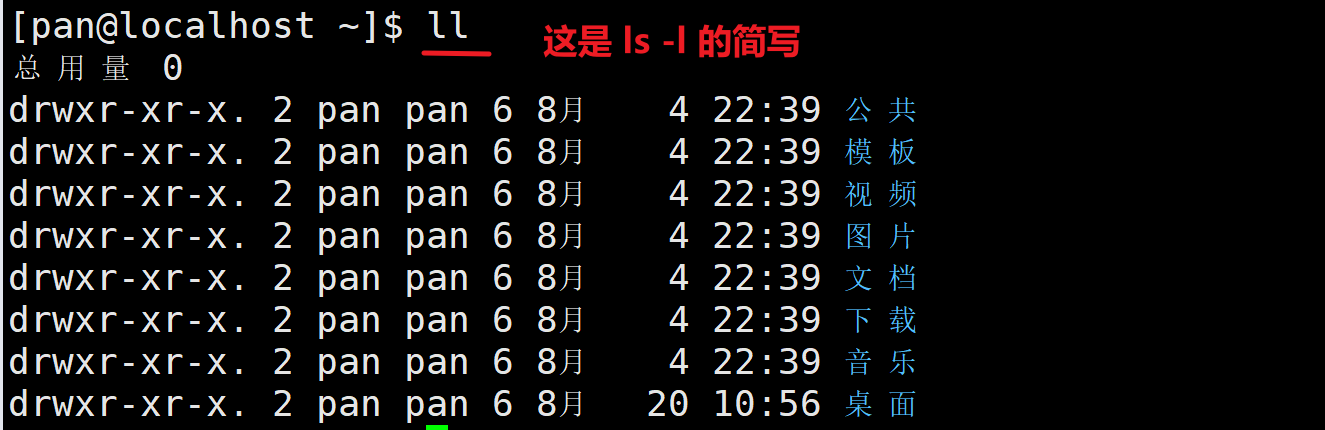 [pan@localhost ~]$ ll 这是 ls -l 的简写
总用量 0
drwxr-xr-x. 2 pan pan 6 8月   4 22:39 公共
drwxr-xr-x. 2 pan pan 6 8月   4 22:39 模板
drwxr-xr-x. 2 pan pan 6 8月   4 22:39 视频
drwxr-xr-x. 2 pan pan 6 8月   4 22:39 图片
drwxr-xr-x. 2 pan pan 6 8月   4 22:39 文档
drwxr-xr-x. 2 pan pan 6 8月   4 22:39 下载
drwxr-xr-x. 2 pan pan 6 8月   4 22:39 音乐
drwxr-xr-x. 2 pan pan 6 8月  20 10:56 桌面